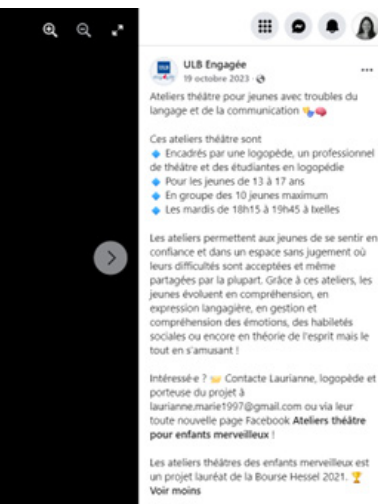 ULB Engagée
19 octobre 2023
Ateliers théâtre pour jeunes avec troubles du
langage et de la communication
Ces ateliers théâtre sont
Encadrés par une logopède, un professionnel
de théâtre et des étudiantes en logopédie
Pour les jeunes de 13 à 17 ans
En groupe des 10 jeunes maximum
Les mardis de 18h15 à 19h45 à Ixelles
Les ateliers permettent aux jeunes de se sentir en
confiance et dans un espace sans jugement où
leurs difficultés sont acceptées et même
partagées par la plupart. Grâce à ces ateliers, les
jeunes évoluent en compréhension, en
expression langagière, en gestion et
compréhension des émotions, des habiletés
sociales ou encore en théorie de l'esprit mais le
tout en s'amusant !
Intéressé·e ? Contacte Laurianne, logopède et
porteuse du projet à
laurianne.marie1997@gmail.com ou via leur
toute nouvelle page Facebook Ateliers théâtre
pour enfants merveilleux !
Les ateliers théâtres des enfants merveilleux est
un projet lauréat de la Bourse Hessel 2021.
Voir moins